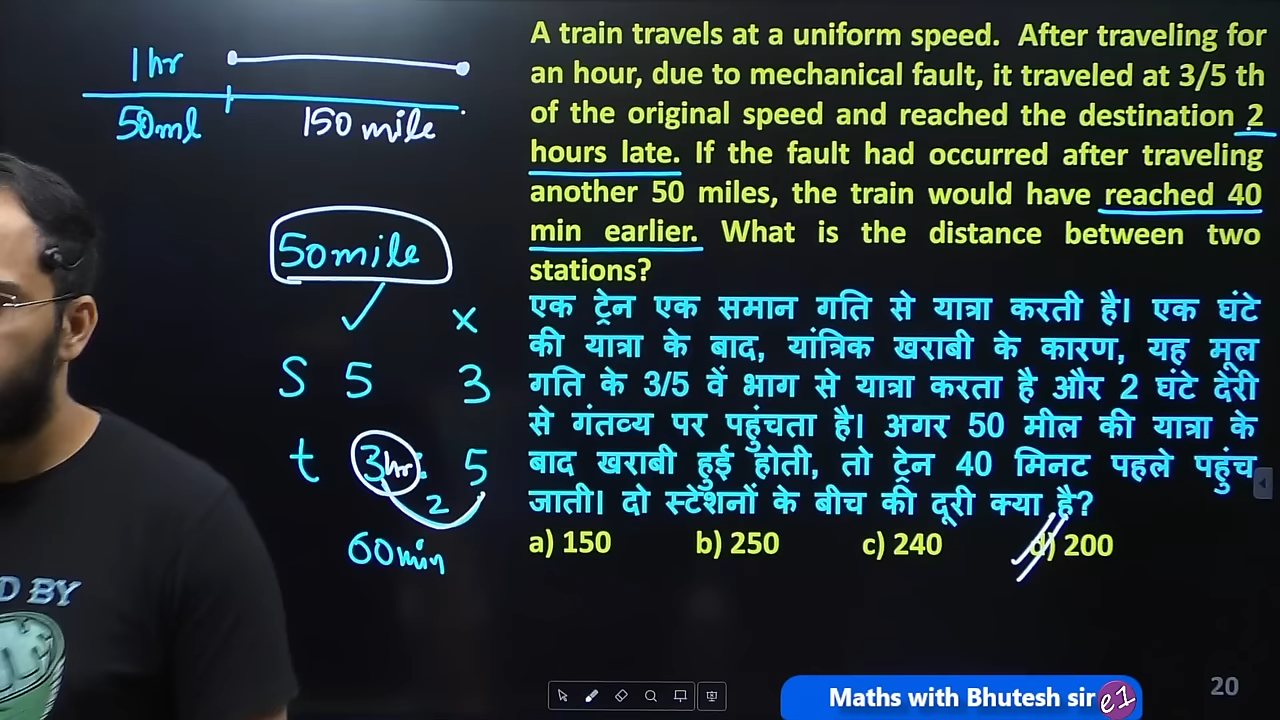 A train travels at a uniform speed. After traveling for
an hour, due to mechanical fault, it traveled at 3/5 th
of the original speed and reached the destination 2
hours late. If the fault had occurred after traveling
another 50 miles, the train would have reached 40
min earlier. What is the distance between two
stations?
एक ट्रेन एक समान गति से यात्रा करती है। एक घंटे
की यात्रा के बाद, यांत्रिक खराबी के कारण, यह मूल
गति के 3/5 वें भाग से यात्रा करता है और 2 घंटे देरी
से गंतव्य पर पहुंचता है। अगर 50 मील की यात्रा के
बाद खराबी हुई होती, तो ट्रेन 40 मिनट पहले पहुंच
जाती। दो स्टेशनों के बीच की दूरी क्या है?
a) 150 b) 250 c) 240 d) 200
1 hr
50ml 150 mile
50 mile
✓ x
S 5 3
t 3hr : 5
2
60 min
D BY
Maths with Bhutesh sir e1
20